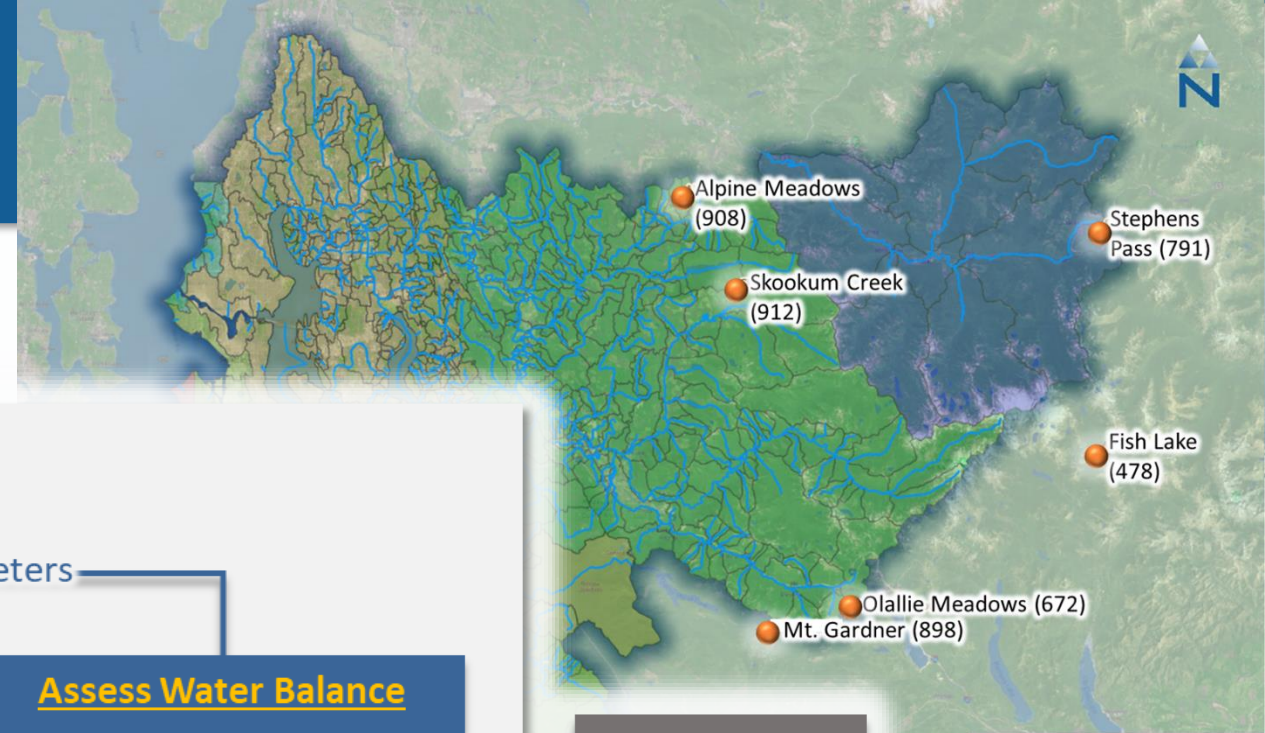 N
Alpine Meadows
(908)
Stephens
Pass (791)
Skookum Creek
(912)
Fish Lake
(478)
Olallie Meadows (672)
Mt. Gardner (898)
eters
Assess Water Balance